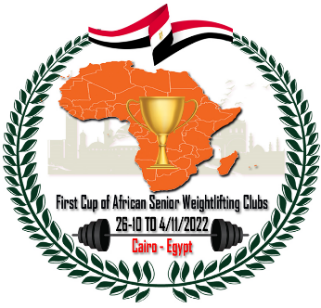 First Cup of African Senior Weightlifting Clubs
26-10 TO 4/11/2022
Cairo - Egypt